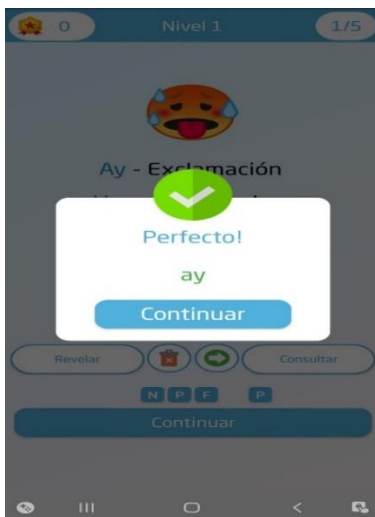 0 Nivel 1 1/5
Ay - Exclamación
Perfecto!
ay
Continuar
Revelar Consultar
N P F P
Continuar